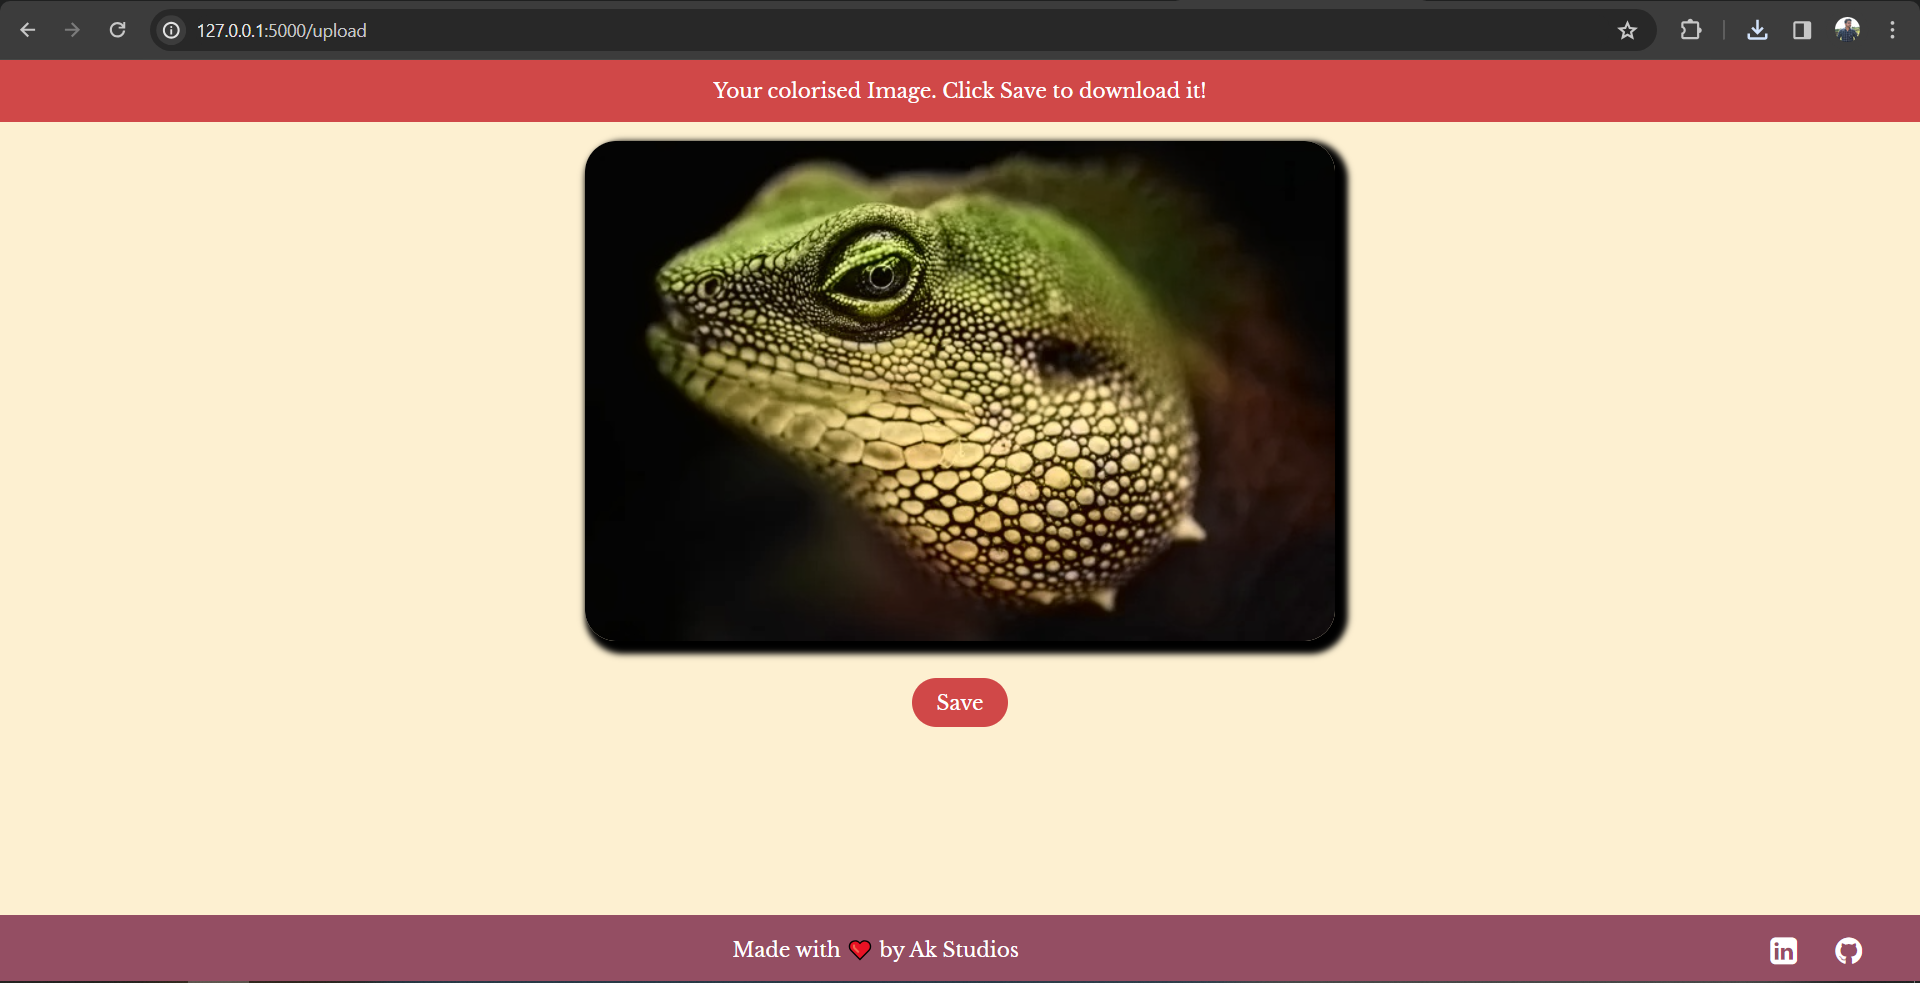 127.0.0.1:5000/upload
Your colorised Image. Click Save to download it!
Save
Made with ❤️ by Ak Studios
in